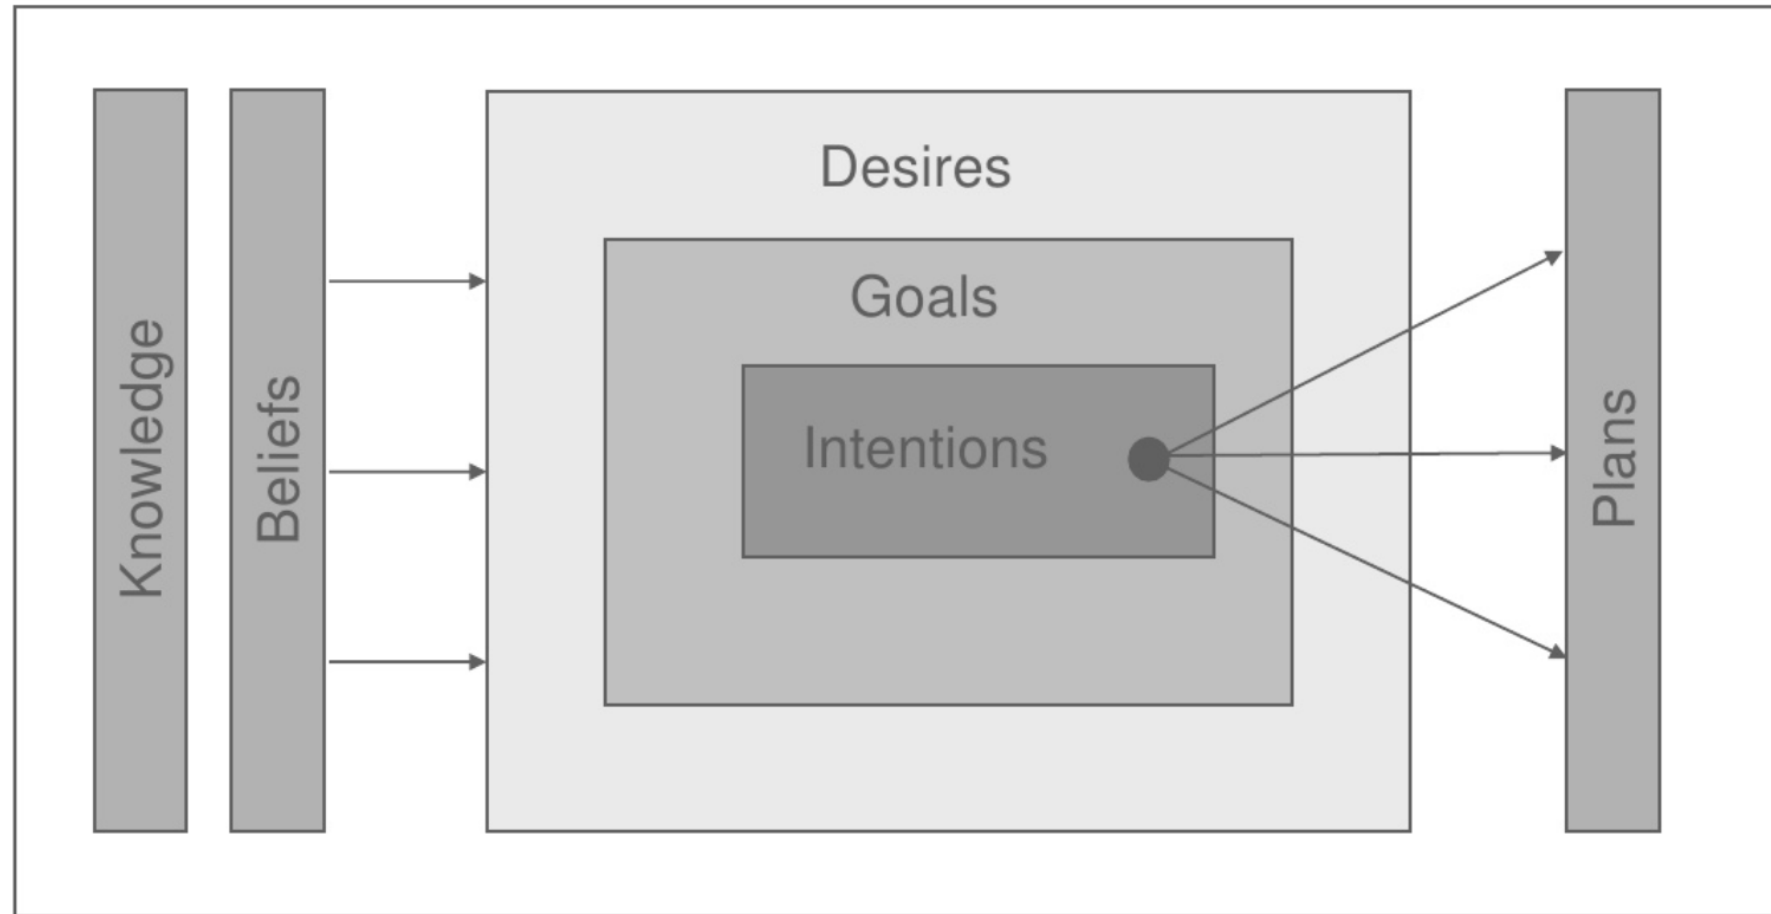 Knowledge
Beliefs
Desires
Goals
Intentions
Plans